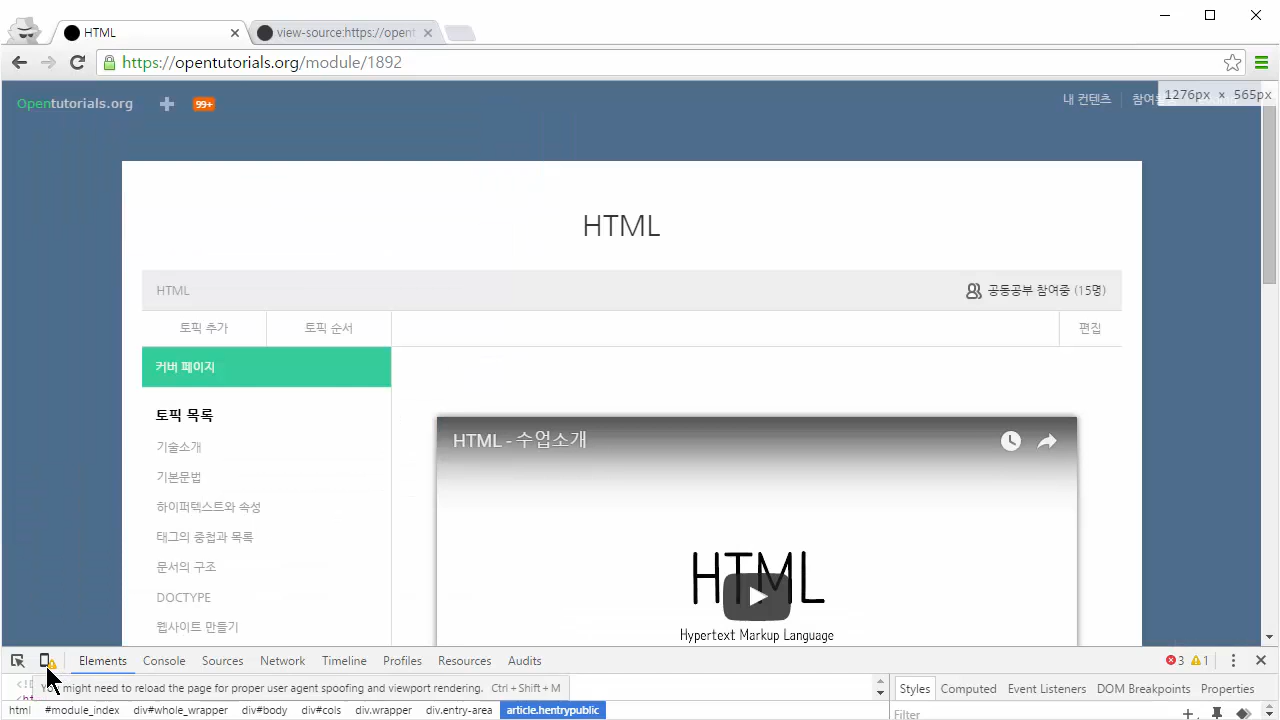 HTML
view-source:https://opent
https://opentutorials.org/module/1892
Opentutorials.org
99+
내 컨텐츠
참여
1276px × 565px
HTML
HTML
공동공부 참여중 (15명)
토픽 추가
토픽 순서
편집
커버 페이지
토픽 목록
기술소개
기본문법
하이퍼텍스트와 속성
태그의 중첩과 목록
문서의 구조
DOCTYPE
웹사이트 만들기
HTML - 수업소개
HTML
Hypertext Markup Language
Elements Console Sources Network Timeline Profiles Resources Audits
3 1
might need to reload the page for proper user agent spoofing and viewport rendering. Ctrl + Shift + M
Styles Computed Event Listeners DOM Breakpoints Properties
html #module_index div#whole_wrapper div#body div#cols div.wrapper div.entry-area article.hentrypublic
Filter